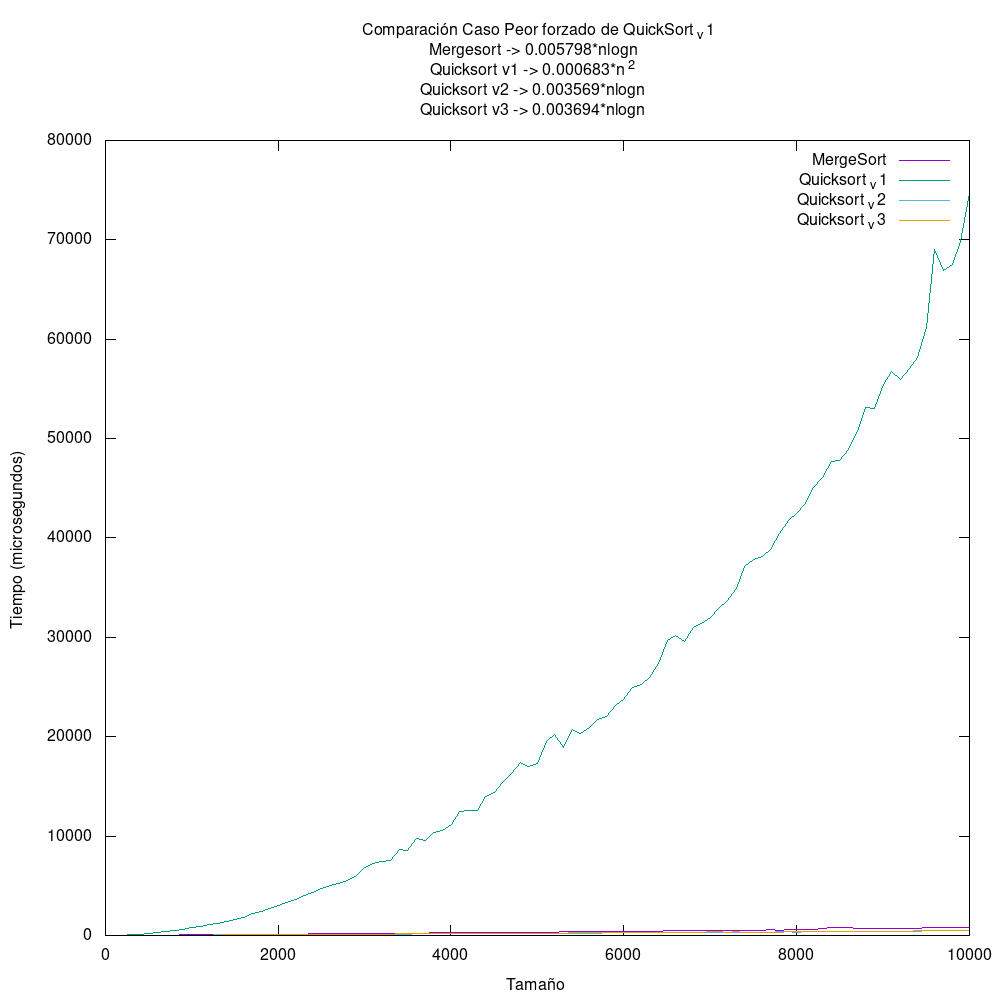 Comparación Caso Peor forzado de QuickSort v 1
Mergesort -> 0.005798*nlogn
Quicksort v1 -> 0.000683*n 2
Quicksort v2 -> 0.003569*nlogn
Quicksort v3 -> 0.003694*nlogn
80000
70000
60000
50000
40000
30000
20000
10000
0
MergeSort
Quicksort v 1
Quicksort v 2
Quicksort v 3
Tiempo (microsegundos)
0 2000 4000 6000 8000 10000
Tamaño